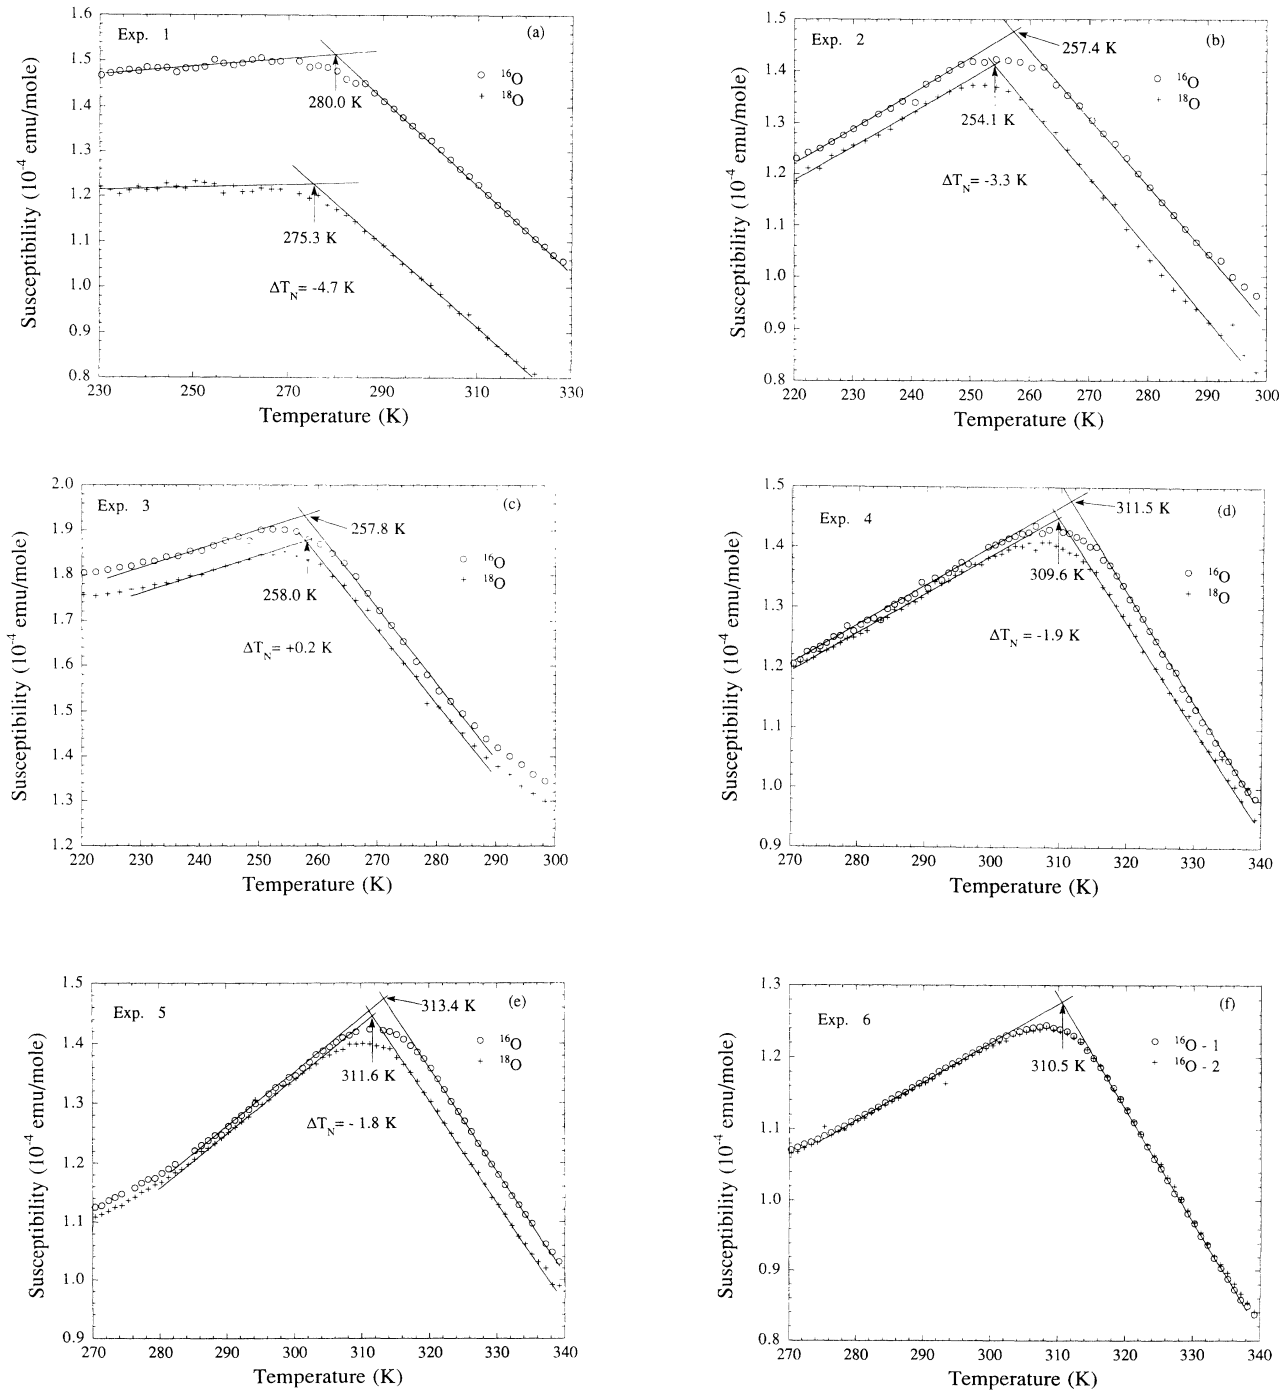 Exp. 1
(a)
16O
18O
280.0 K
275.3 K
ΔTN= -4.7 K
Susceptibility (10-4 emu/mole)
1.6
1.5
1.4
1.3
1.2
1.1
1.0
0.9
0.8
230 250 270 290 310 330
Temperature (K)
Exp. 2
(b)
257.4 K
16O
18O
254.1 K
ΔTN= -3.3 K
Susceptibility (10-4 emu/mole)
1.5
1.4
1.3
1.2
1.1
1.0
0.9
0.8
220 230 240 250 260 270 280 290 300
Temperature (K)
Exp. 3
(c)
257.8 K
16O
18O
258.0 K
ΔTN= +0.2 K
Susceptibility (10-4 emu/mole)
2.0
1.9
1.8
1.7
1.6
1.5
1.4
1.3
1.2
220 230 240 250 260 270 280 290 300
Temperature (K)
Exp. 4
(d)
311.5 K
309.6 K
16O
18O
ΔTN= -1.9 K
Susceptibility (10-4 emu/mole)
1.5
1.4
1.3
1.2
1.1
1.0
0.9
270 280 290 300 310 320 330 340
Temperature (K)
Exp. 5
(e)
313.4 K
16O
18O
311.6 K
ΔTN= - 1.8 K
Susceptibility (10-4 emu/mole)
1.5
1.4
1.3
1.2
1.1
1.0
0.9
270 280 290 300 310 320 330 340
Temperature (K)
Exp. 6
(f)
16O - 1
16O - 2
310.5 K
Susceptibility (10-4 emu/mole)
1.3
1.2
1.1
1.0
0.9
0.8
270 280 290 300 310 320 330 340
Temperature (K)